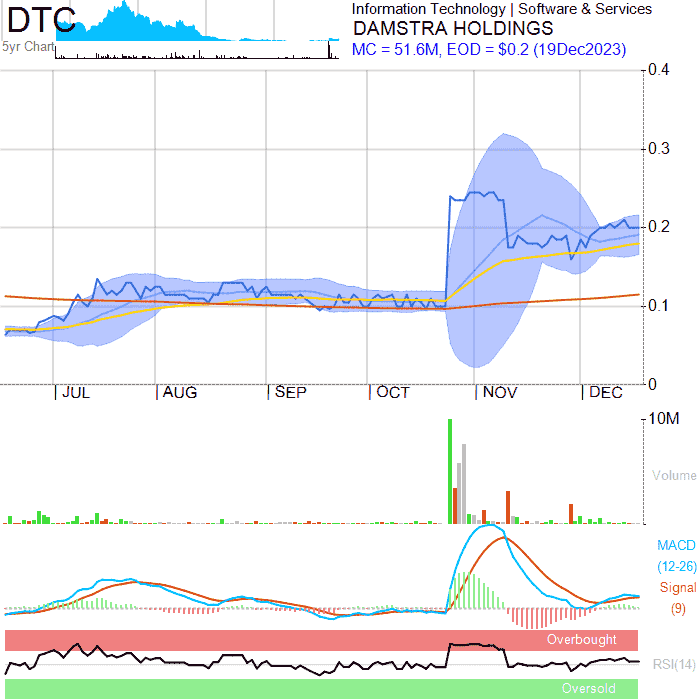 DTC
5yr Chart
Information Technology | Software & Services
DAMSTRA HOLDINGS
MC = 51.6M, EOD = $0.2 (19Dec2023)
0.4
0.3
0.2
0.1
0
JUL AUG SEP OCT NOV DEC
10M
Volume
MACD
(12-26)
Signal
(9)
Overbought
RSI(14)
Oversold